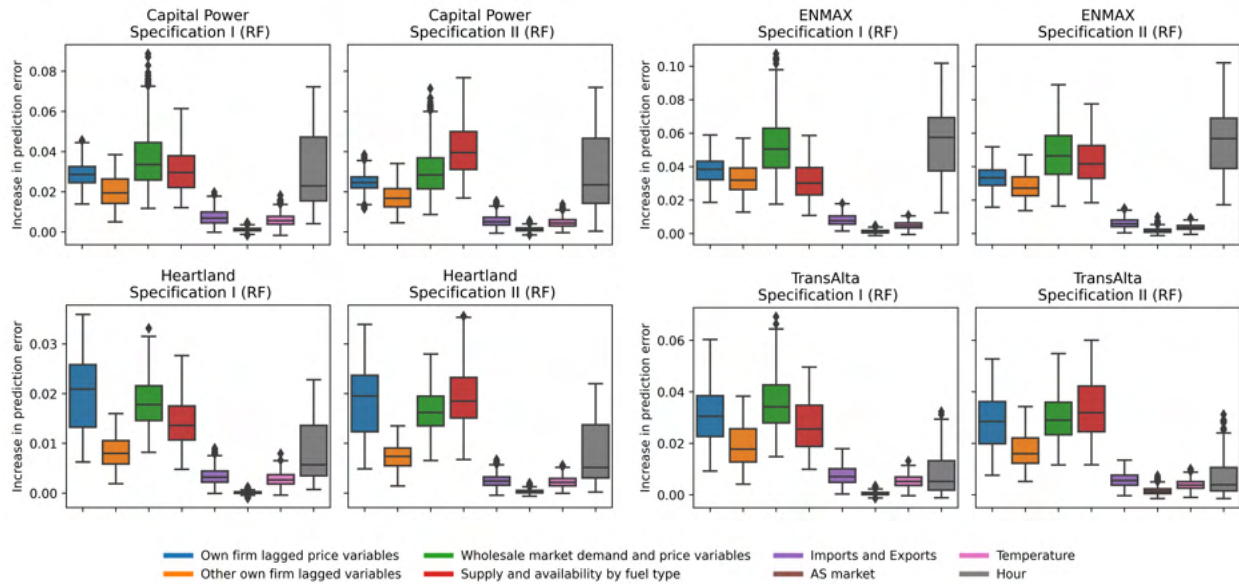 Capital Power
Specification I (RF)
Capital Power
Specification II (RF)
ENMAX
Specification I (RF)
ENMAX
Specification II (RF)
Increase in prediction error
0.08
0.06
0.04
0.02
0.00
Increase in prediction error
0.10
0.08
0.06
0.04
0.02
0.00
Heartland
Specification I (RF)
Heartland
Specification II (RF)
TransAlta
Specification I (RF)
TransAlta
Specification II (RF)
Increase in prediction error
0.03
0.02
0.01
0.00
Increase in prediction error
0.06
0.04
0.02
0.00
Own firm lagged price variables
Wholesale market demand and price variables
Imports and Exports
Temperature
Other own firm lagged variables
Supply and availability by fuel type
AS market
Hour